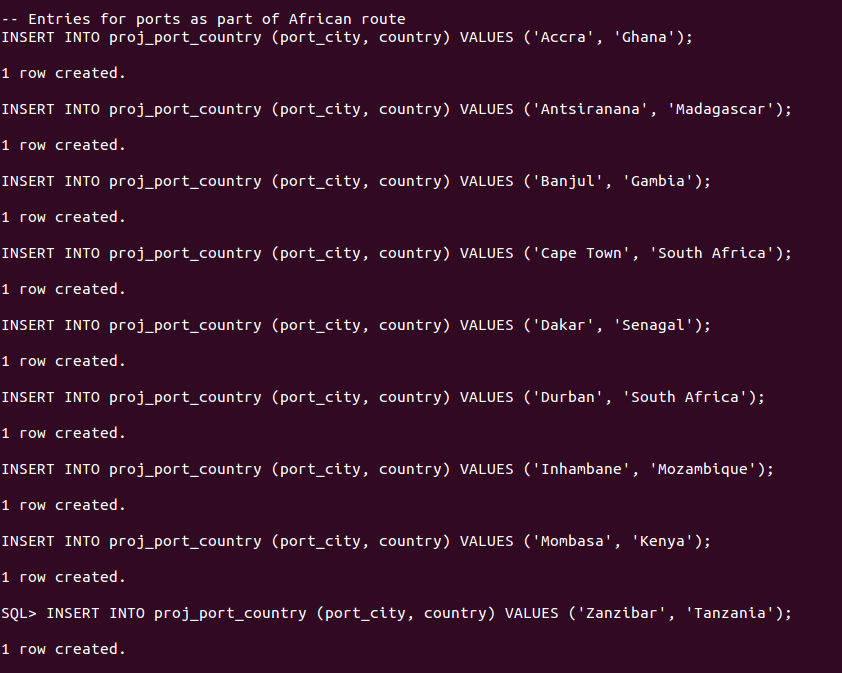 -- Entries for ports as part of African route
INSERT INTO proj_port_country (port_city, country) VALUES ('Accra', 'Ghana');
1 row created.
INSERT INTO proj_port_country (port_city, country) VALUES ('Antsiranana', 'Madagascar');
1 row created.
INSERT INTO proj_port_country (port_city, country) VALUES ('Banjul', 'Gambia');
1 row created.
INSERT INTO proj_port_country (port_city, country) VALUES ('Cape Town', 'South Africa');
1 row created.
INSERT INTO proj_port_country (port_city, country) VALUES ('Dakar', 'Senagal');
1 row created.
INSERT INTO proj_port_country (port_city, country) VALUES ('Durban', 'South Africa');
1 row created.
INSERT INTO proj_port_country (port_city, country) VALUES ('Inhambane', 'Mozambique');
1 row created.
INSERT INTO proj_port_country (port_city, country) VALUES ('Mombasa', 'Kenya');
1 row created.
SQL> INSERT INTO proj_port_country (port_city, country) VALUES ('Zanzibar', 'Tanzania');
1 row created.